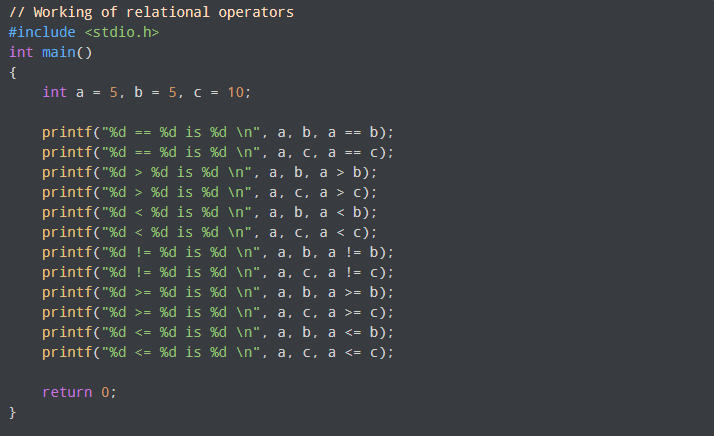 // Working of relational operators
#include <stdio.h>
int main()
{
    int a = 5, b = 5, c = 10;

    printf("%d == %d is %d \n", a, b, a == b);
    printf("%d == %d is %d \n", a, c, a == c);
    printf("%d > %d is %d \n", a, b, a > b);
    printf("%d > %d is %d \n", a, c, a > c);
    printf("%d < %d is %d \n", a, b, a < b);
    printf("%d < %d is %d \n", a, c, a < c);
    printf("%d != %d is %d \n", a, b, a != b);
    printf("%d != %d is %d \n", a, c, a != c);
    printf("%d >= %d is %d \n", a, b, a >= b);
    printf("%d >= %d is %d \n", a, c, a >= c);
    printf("%d <= %d is %d \n", a, b, a <= b);
    printf("%d <= %d is %d \n", a, c, a <= c);

    return 0;
}